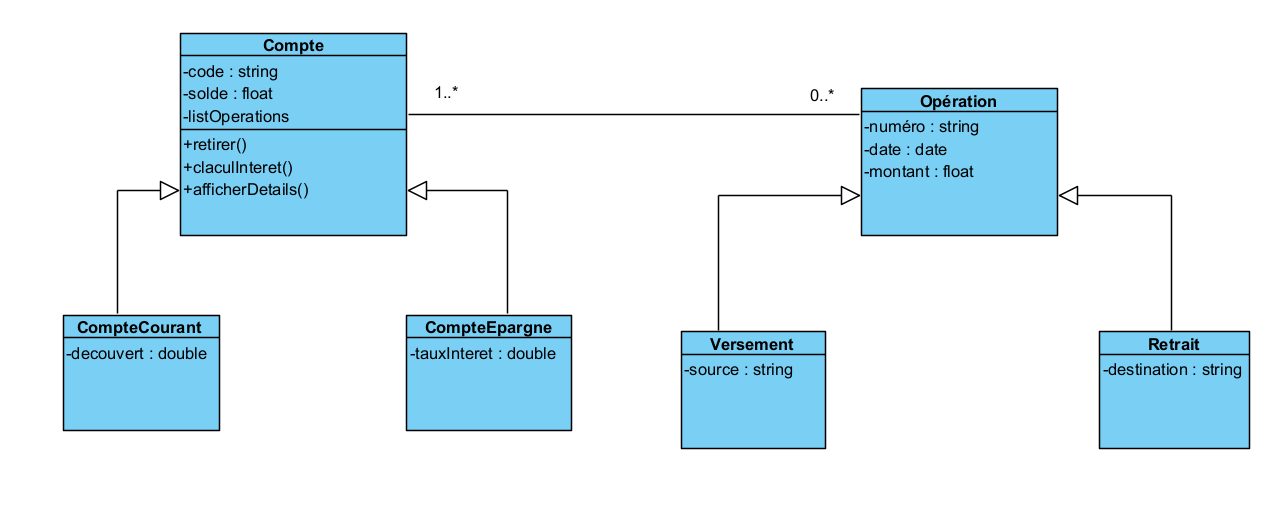 Compte
-code : string
-solde : float
-listOperations
+retirer()
+claculInteret()
+afficherDetails()
1..*
0..*
Opération
-numéro : string
-date : date
-montant : float
CompteCourant
-decouvert : double
CompteEpargne
-tauxInteret : double
Versement
-source : string
Retrait
-destination : string